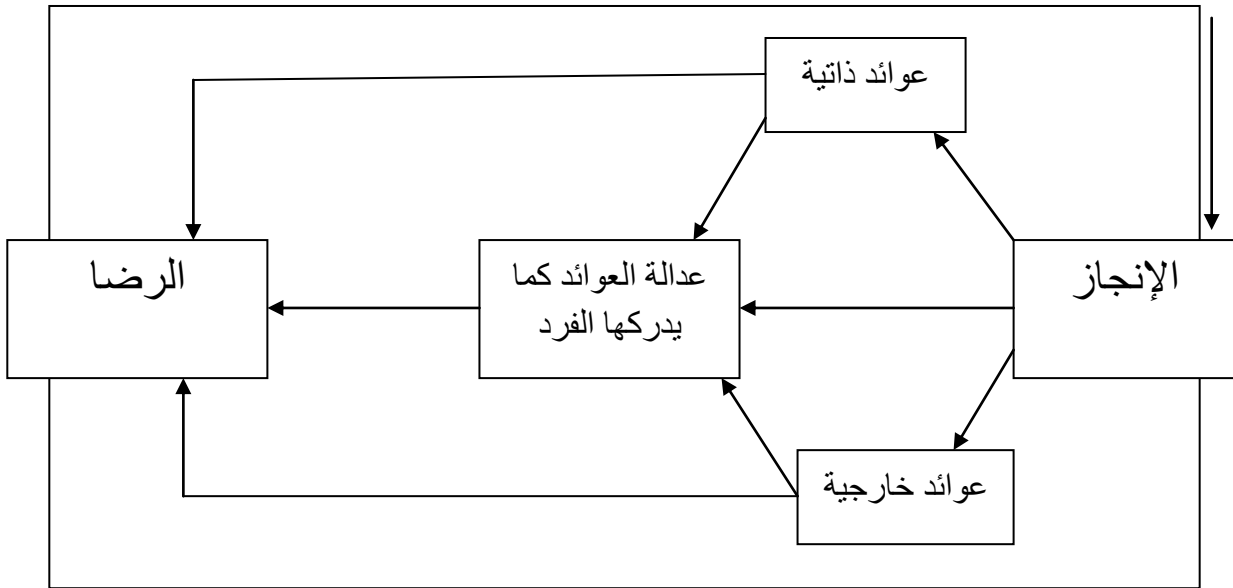 عوائد ذاتية
الإنجاز
عدالة العوائد كما
يدركها الفرد
الرضا
عوائد خارجية